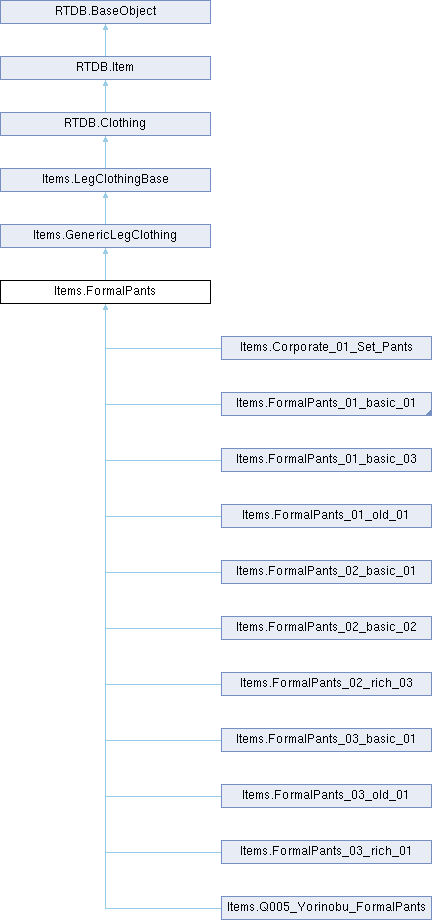 RTDB.BaseObject
RTDB.Item
RTDB.Clothing
Items.LegClothingBase
Items.GenericLegClothing
Items.FormalPants
Items.Corporate_01_Set_Pants
Items.FormalPants_01_basic_01
Items.FormalPants_01_basic_03
Items.FormalPants_01_old_01
Items.FormalPants_02_basic_01
Items.FormalPants_02_basic_02
Items.FormalPants_02_rich_03
Items.FormalPants_03_basic_01
Items.FormalPants_03_old_01
Items.FormalPants_03_rich_01
Items.Q005_Yorinobu_FormalPants